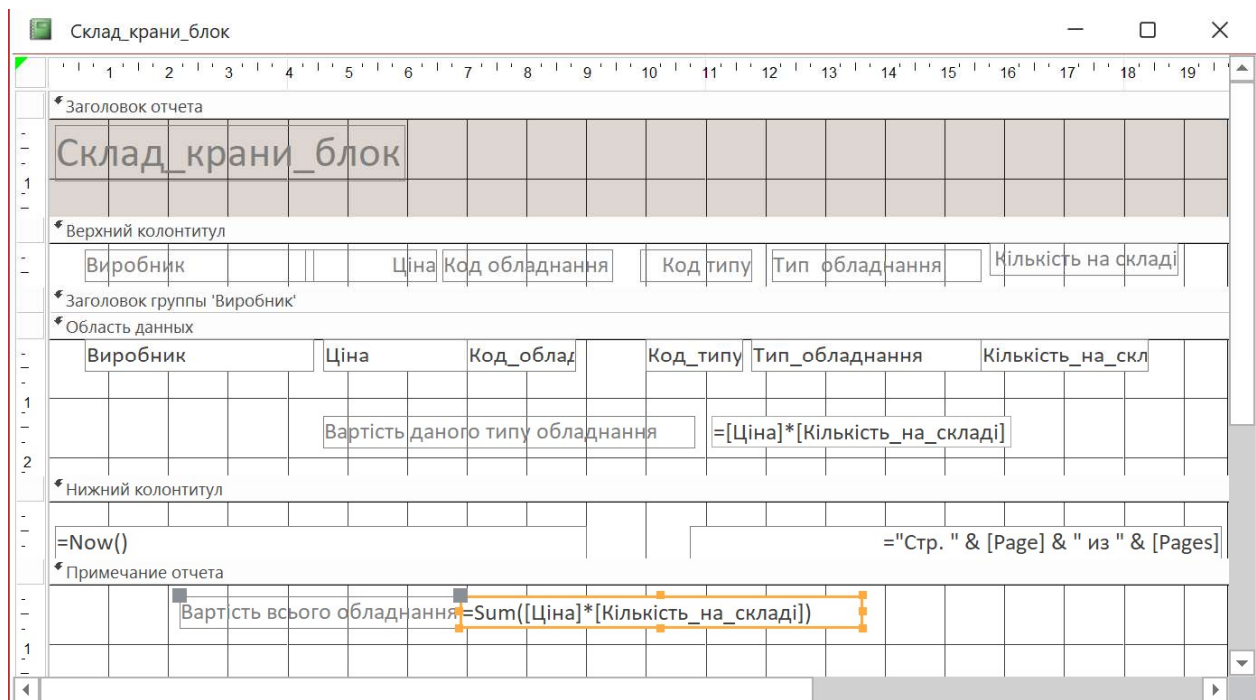 Склад_крани_блок
1 2 3 4 5 6 7 8 9 10 11 12 13 14 15 16 17 18 19
Заголовок отчета
Склад_крани_блок
1
Верхний колонтитул
Виробник Ціна Код обладнання Код типу Тип обладнання Кількість на складі
Заголовок группы 'Виробник'
Область данных
Виробник Ціна Код_облад Код_типу Тип_обладнання Кількість_на_скл
1
Вартість даного типу обладнання =[Ціна]*[Кількість_на_складі]
2
Нижний колонтитул
=Now() ="Стр. " & [Page] & " из " & [Pages]
Примечание отчета
Вартість всього обладнання =Sum([Ціна]*[Кількість_на_складі])
1